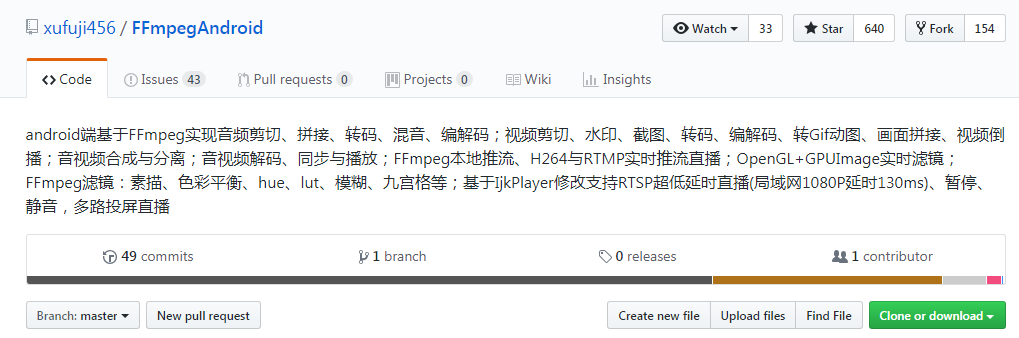 xufuji456 / FFmpegAndroid Watch 33 Star 640 Fork 154
Code Issues 43 Pull requests 0 Projects 0 Wiki Insights
android端基于FFmpeg实现音频剪切、拼接、转码、混音、编解码；视频剪切、水印、截图、转码、编解码、转Gif动图、画面拼接、视频倒
播；音视频合成与分离；音视频解码、同步与播放；FFmpeg本地推流、H264与RTMP实时推流直播；OpenGL+GPUImage实时滤镜；
FFmpeg滤镜：素描、色彩平衡、hue、lut、模糊、九宫格等；基于IjkPlayer修改支持RTSP超低延时直播(局域网1080P延时130ms)、暂停、
静音，多路投屏直播
49 commits 1 branch 0 releases 1 contributor
Branch: master New pull request Create new file Upload files Find File Clone or download